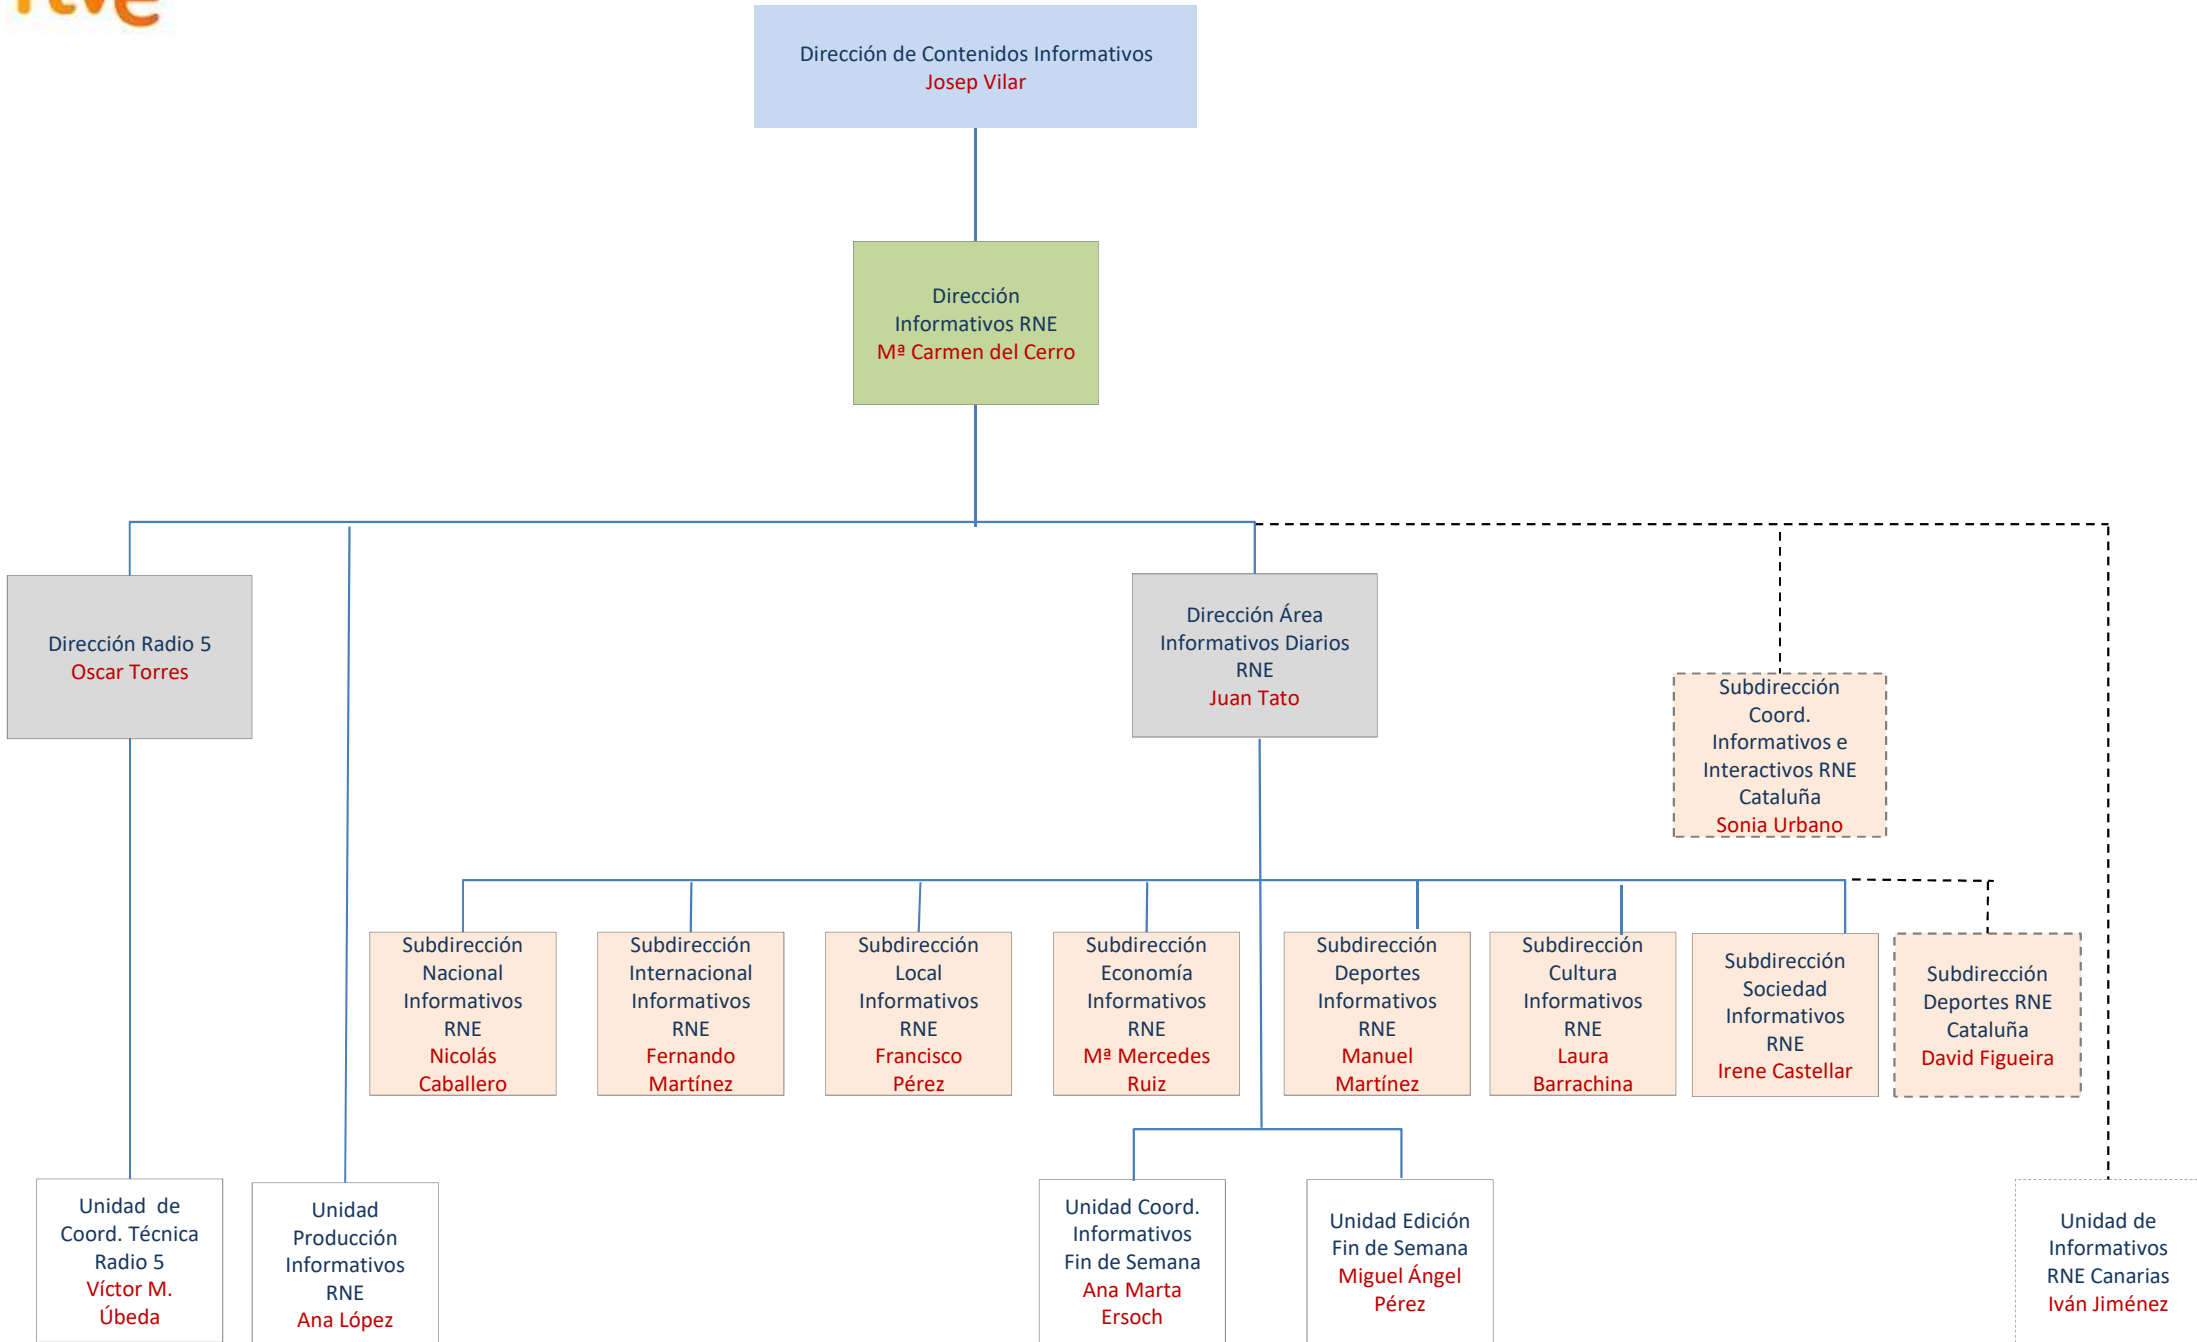 rtve
Dirección de Contenidos Informativos
Josep Vilar
Dirección
Informativos RNE
Mª Carmen del Cerro
Dirección Radio 5
Oscar Torres
Dirección Área
Informativos Diarios
RNE
Juan Tato
Subdirección
Coord.
Informativos e
Interactivos RNE
Cataluña
Sonia Urbano
Subdirección
Nacional
Informativos
RNE
Nicolás
Caballero
Subdirección
Internacional
Informativos
RNE
Fernando
Martínez
Subdirección
Local
Informativos
RNE
Francisco
Pérez
Subdirección
Economía
Informativos
RNE
Mª Mercedes
Ruiz
Subdirección
Deportes
Informativos
RNE
Manuel
Martínez
Subdirección
Cultura
Informativos
RNE
Laura
Barrachina
Subdirección
Sociedad
Informativos
RNE
Irene Castellar
Subdirección
Deportes RNE
Cataluña
David Figueira
Unidad de
Coord. Técnica
Radio 5
Víctor M.
Úbeda
Unidad
Producción
Informativos
RNE
Ana López
Unidad Coord.
Informativos
Fin de Semana
Ana Marta
Ersoch
Unidad Edición
Fin de Semana
Miguel Ángel
Pérez
Unidad de
Informativos
RNE Canarias
Iván Jiménez